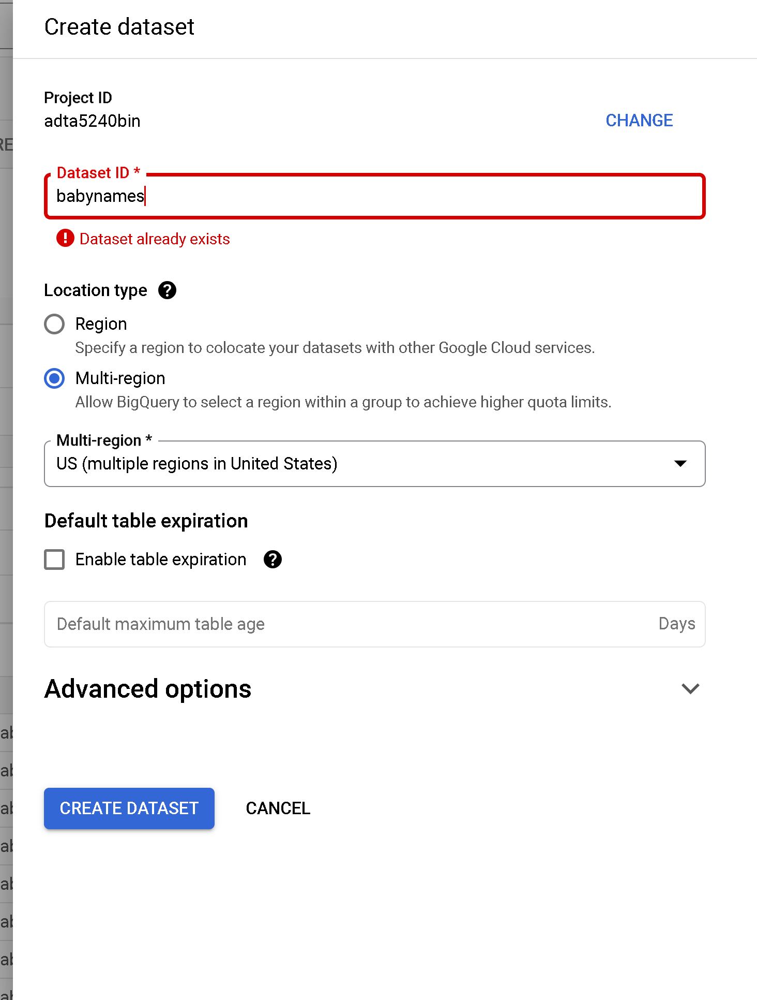 Create dataset
Project ID
adta5240bin
CHANGE
Dataset ID *
babynames
Dataset already exists
Location type
Region
Specify a region to colocate your datasets with other Google Cloud services.
Multi-region
Allow BigQuery to select a region within a group to achieve higher quota limits.
Multi-region *
US (multiple regions in United States)
Default table expiration
Enable table expiration
Default maximum table age
Days
Advanced options
CREATE DATASET
CANCEL